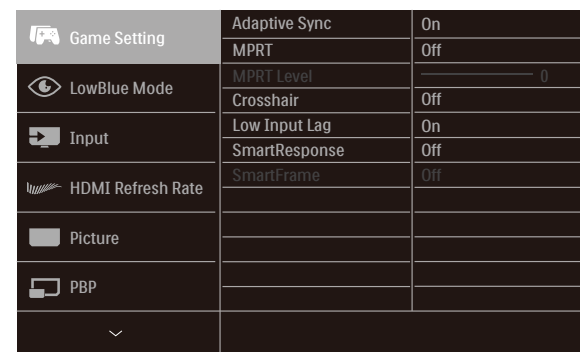 Game Setting
LowBlue Mode
Input
HDMI Refresh Rate
Picture
PBP
Adaptive Sync On
MPRT Off
MPRT Level 0
Crosshair Off
Low Input Lag On
SmartResponse Off
SmartFrame Off